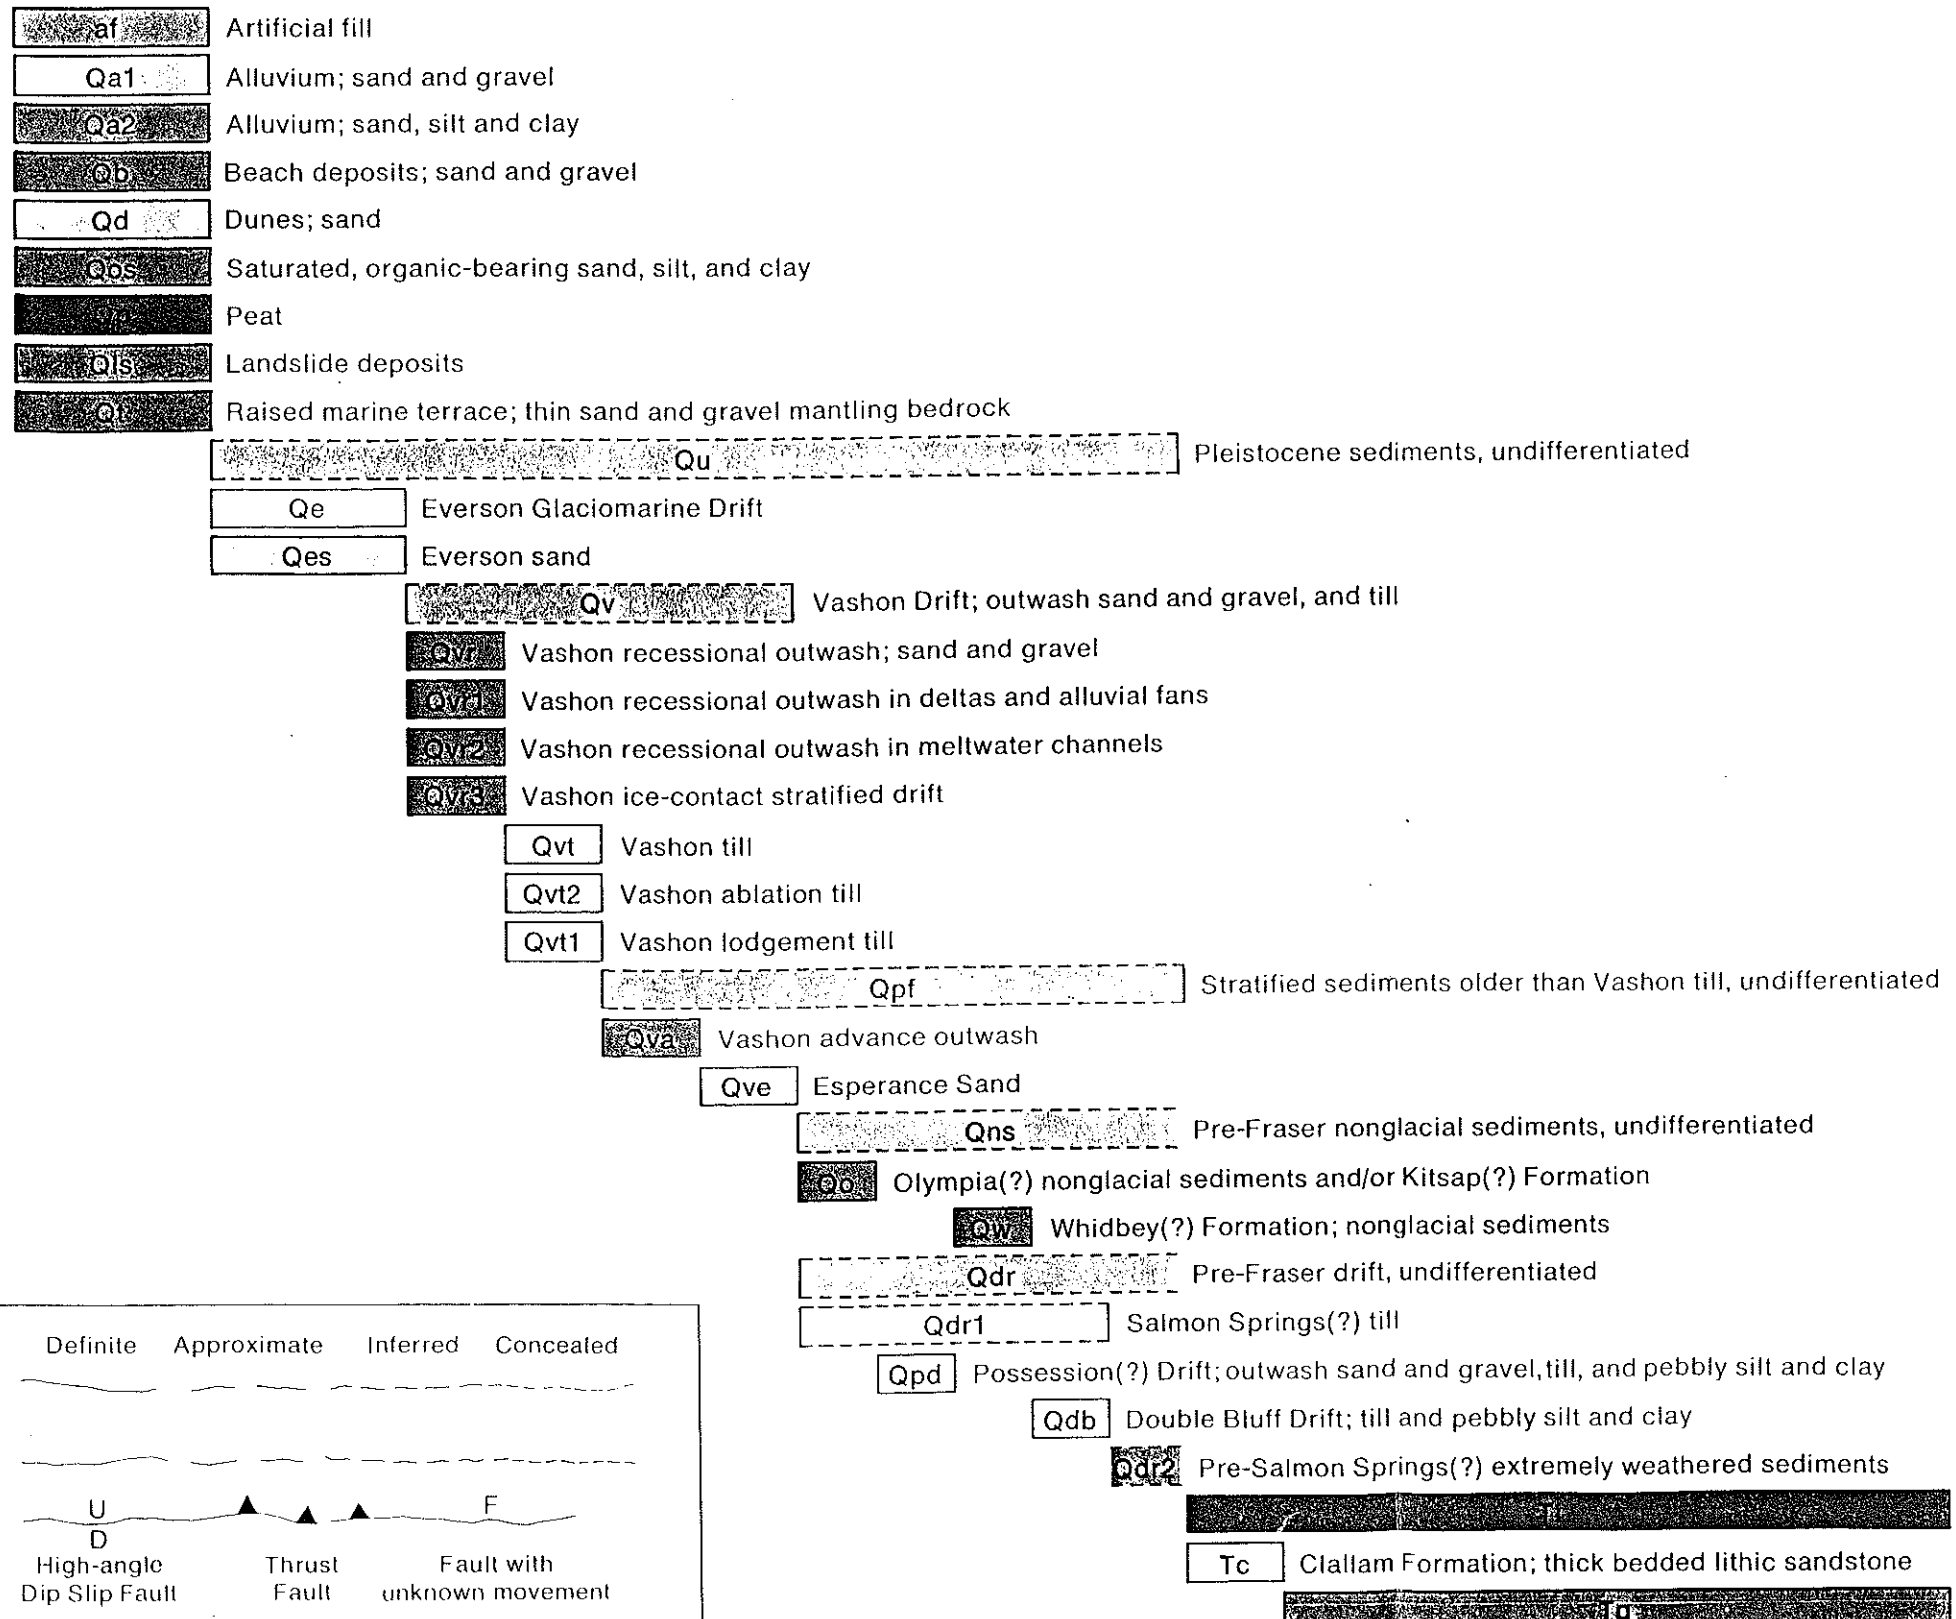 af Artificial fill
Qa1 Alluvium; sand and gravel
Qa2 Alluvium; sand, silt and clay
Qb Beach deposits; sand and gravel
Qd Dunes; sand
Qos Saturated, organic-bearing sand, silt, and clay
Peat
Qls Landslide deposits
Qt Raised marine terrace; thin sand and gravel mantling bedrock
Qu Pleistocene sediments, undifferentiated
Qe Everson Glaciomarine Drift
Qes Everson sand
Qv Vashon Drift; outwash sand and gravel, and till
Qvr Vashon recessional outwash; sand and gravel
Qvr1 Vashon recessional outwash in deltas and alluvial fans
Qvr2 Vashon recessional outwash in meltwater channels
Qvr3 Vashon ice-contact stratified drift
Qvt Vashon till
Qvt2 Vashon ablation till
Qvt1 Vashon lodgement till
Qpf Stratified sediments older than Vashon till, undifferentiated
Qva Vashon advance outwash
Qve Esperance Sand
Qns Pre-Fraser nonglacial sediments, undifferentiated
Qo Olympia(?) nonglacial sediments and/or Kitsap(?) Formation
Qw Whidbey(?) Formation; nonglacial sediments
Qdr Pre-Fraser drift, undifferentiated
Qdr1 Salmon Springs(?) till
Qpd Possession(?) Drift; outwash sand and gravel, till, and pebbly silt and clay
Qdb Double Bluff Drift; till and pebbly silt and clay
Qdr2 Pre-Salmon Springs(?) extremely weathered sediments
Tc Clallam Formation; thick bedded lithic sandstone
Definite Approximate Inferred Concealed
U F
D
High-angle Thrust Fault with
Dip Slip Fault Fault unknown movement